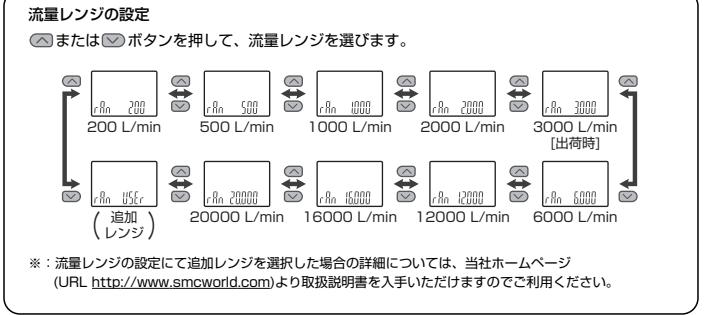 流量レンジの設定
または ボタンを押して、流量レンジを選びます。
rAn 200 rAn 500 rAn 1000 rAn 2000 rAn 3000
200 L/min 500 L/min 1000 L/min 2000 L/min 3000 L/min
[出荷時]
rAn USEr rAn 20000 rAn 16000 rAn 12000 rAn 6000
(追加 20000 L/min 16000 L/min 12000 L/min 6000 L/min
レンジ)
※：流量レンジの設定にて追加レンジを選択した場合の詳細については、当社ホームページ
(URL http://www.smcworld.com)より取扱説明書を入手いただけますのでご利用ください。